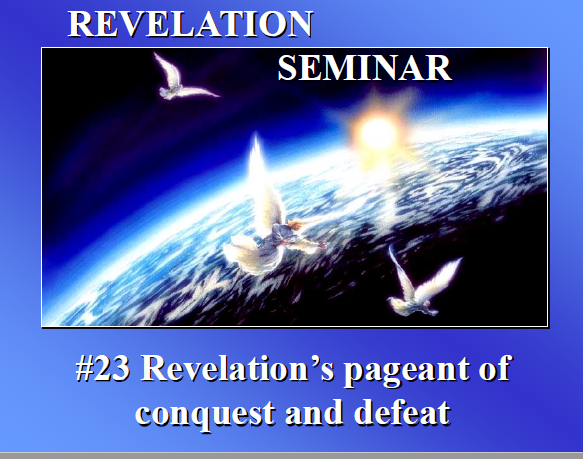 REVELATION
SEMINAR
#23 Revelation’s pageant of
conquest and defeat